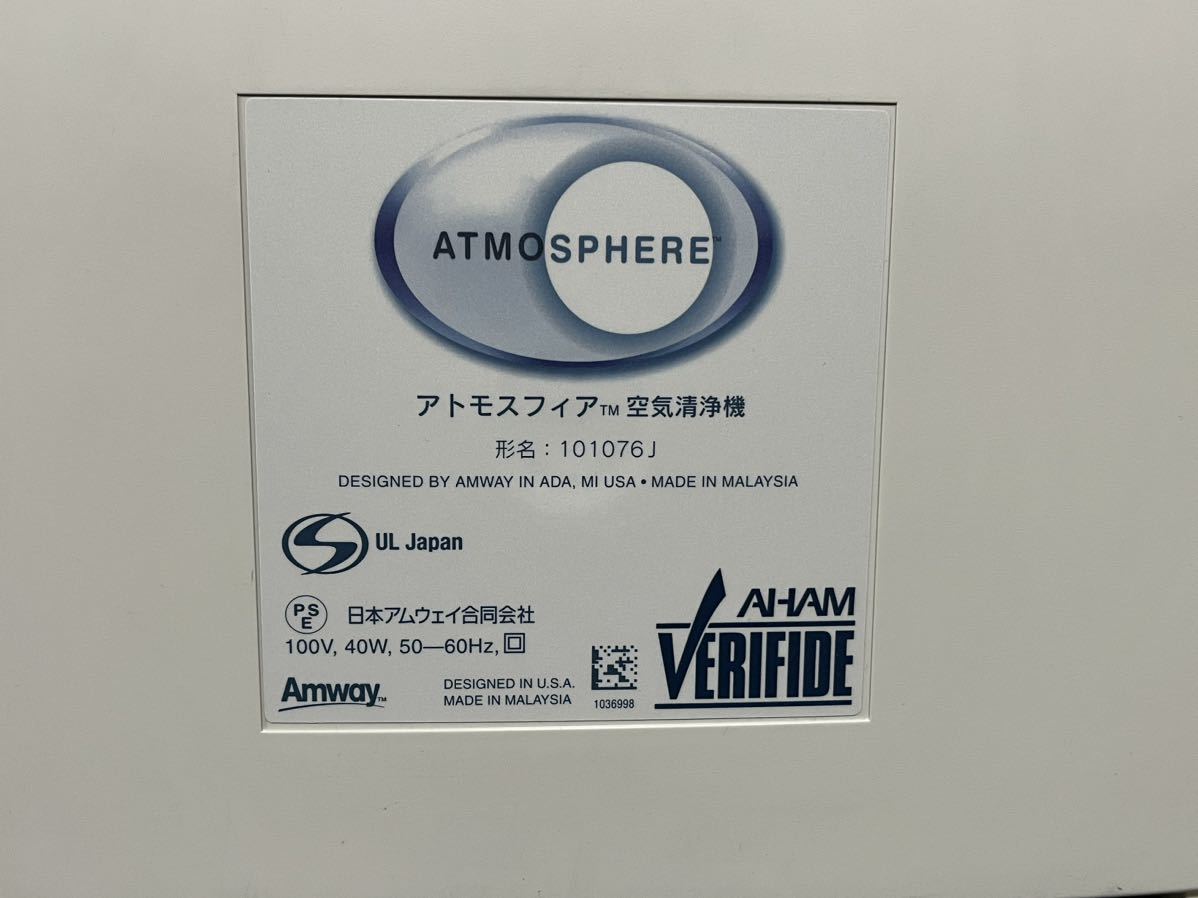 ATMOSPHERE™
アトモスフィア™ 空気清浄機
形名：101076J
DESIGNED BY AMWAY IN ADA, MI USA • MADE IN MALAYSIA
UL Japan
PSE 日本アムウェイ合同会社
100V, 40W, 50—60Hz,
Amway™
DESIGNED IN U.S.A.
MADE IN MALAYSIA
1036998
AHAM
VERIFIDE